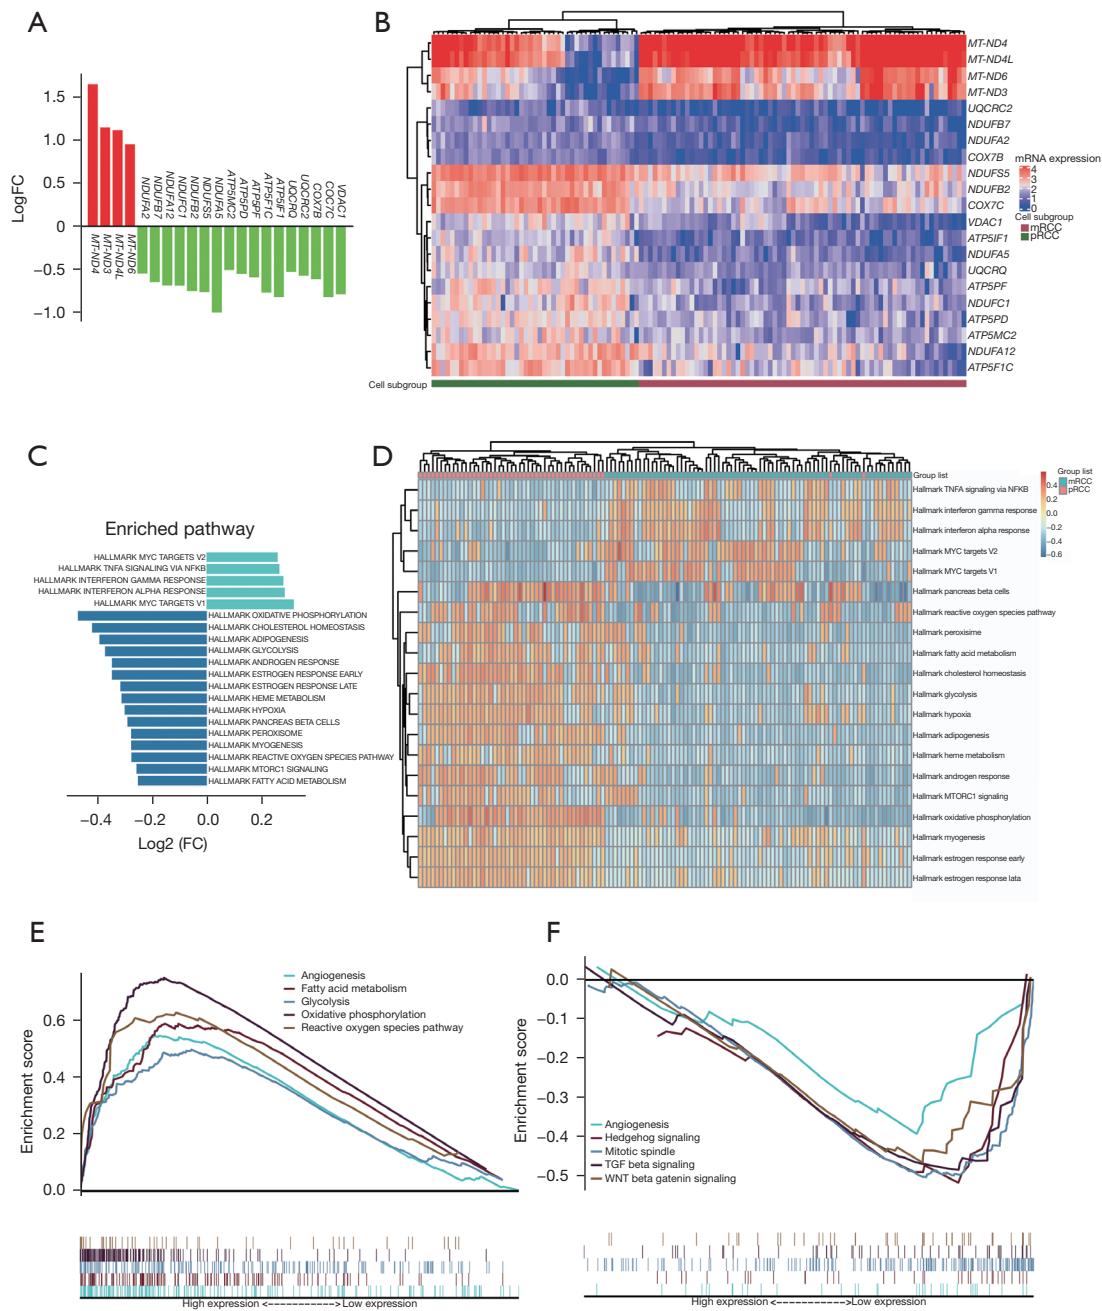 A
1.5
1.0
0.5
0
−0.5
−1.0
LogFC
MT-ND4
MT-ND3
MT-ND4L
MT-ND6
NDUFA2
NDUFB7
NDUFA12
NDUFC1
NDUFB2
NDUFS5
NDUFA5
ATP5MC2
ATP5PD
ATP5PF
ATP5F1C
ATP5IF1
UQCRQ
UQCRC2
COX7B
COC7C
VDAC1
B
MT-ND4
MT-ND4L
MT-ND6
MT-ND3
UQCRC2
NDUFB7
NDUFA2
COX7B
NDUFS5
NDUFB2
COX7C
VDAC1
ATP5IF1
NDUFA5
UQCRQ
ATP5PF
NDUFC1
ATP5PD
ATP5MC2
NDUFA12
ATP5F1C
Cell subgroup
mRNA expression
4
3
2
1
0
Cell subgroup
mRCC
pRCC
C
Enriched pathway
HALLMARK MYC TARGETS V2
HALLMARK TNFA SIGNALING VIA NFKB
HALLMARK INTERFERON GAMMA RESPONSE
HALLMARK INTERFERON ALPHA RESPONSE
HALLMARK MYC TARGETS V1
HALLMARK OXIDATIVE PHOSPHORYLATION
HALLMARK CHOLESTEROL HOMEOSTASIS
HALLMARK ADIPOGENESIS
HALLMARK GLYCOLYSIS
HALLMARK ANDROGEN RESPONSE
HALLMARK ESTROGEN RESPONSE EARLY
HALLMARK ESTROGEN RESPONSE LATE
HALLMARK HEME METABOLISM
HALLMARK HYPOXIA
HALLMARK PANCREAS BETA CELLS
HALLMARK PEROXISOME
HALLMARK MYOGENESIS
HALLMARK REACTIVE OXYGEN SPECIES PATHWAY
HALLMARK MTORC1 SIGNALING
HALLMARK FATTY ACID METABOLISM
−0.4 −0.2 0.0 0.2
Log2 (FC)
D
Group list
Hallmark TNFA signaling via NFKB
Hallmark interferon gamma response
Hallmark interferon alpha response
Hallmark MYC targets V2
Hallmark MYC targets V1
Hallmark pancreas beta cells
Hallmark reactive oxygen species pathway
Hallmark peroxisime
Hallmark fatty acid metabolism
Hallmark cholesterol homeostasis
Hallmark glycolysis
Hallmark hypoxia
Hallmark adipogenesis
Hallmark heme metabolism
Hallmark androgen response
Hallmark MTORC1 signaling
Hallmark oxidative phosphorylation
Hallmark myogenesis
Hallmark estrogen response early
Hallmark estrogen response lata
0.4
0.2
0.0
−0.2
−0.4
−0.6
Group list
mRCC
pRCC
E
0.6
0.4
0.2
0.0
Enrichment score
Angiogenesis
Fatty acid metabolism
Glycolysis
Oxidative phosphorylation
Reactive oxygen species pathway
High expression <------------> Low expression
F
0.0
−0.1
−0.2
−0.3
−0.4
−0.5
Enrichment score
Angiogenesis
Hedgehog signaling
Mitotic spindle
TGF beta signaling
WNT beta gatenin signaling
High expression <------------> Low expression